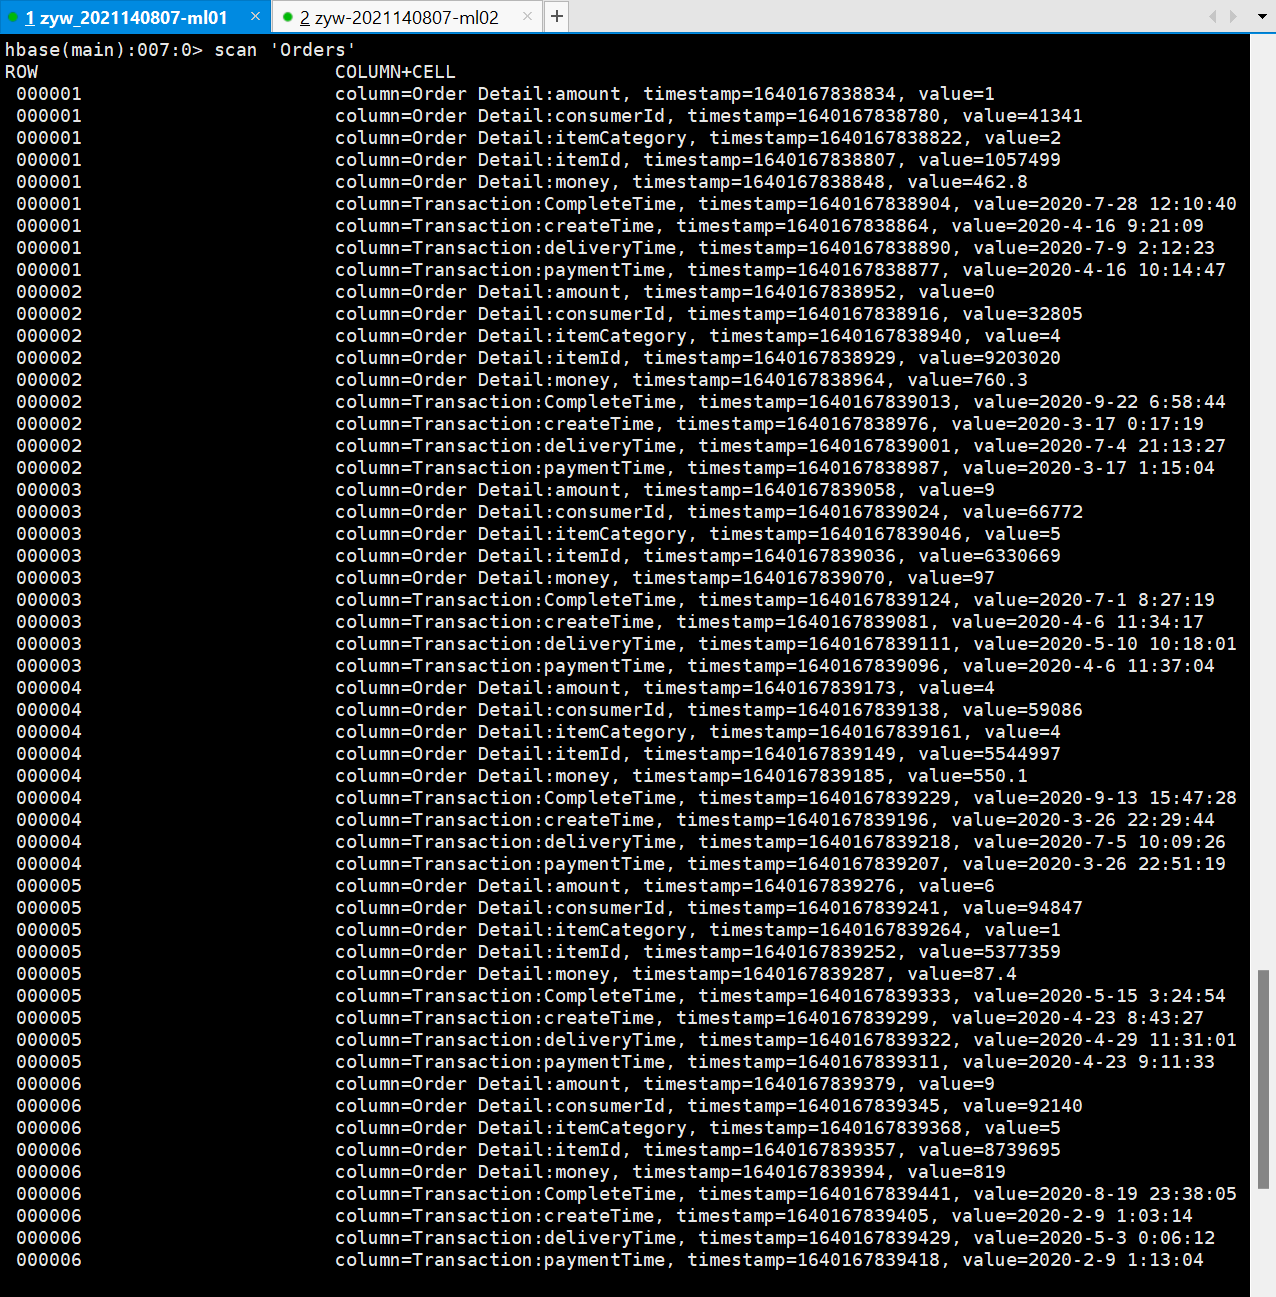 1 zyw_2021140807-ml01 × 2 zyw-2021140807-ml02 × +
hbase(main):007:0> scan 'Orders'
ROW COLUMN+CELL
000001 column=Order Detail:amount, timestamp=1640167838834, value=1
000001 column=Order Detail:consumerId, timestamp=1640167838780, value=41341
000001 column=Order Detail:itemCategory, timestamp=1640167838822, value=2
000001 column=Order Detail:itemId, timestamp=1640167838807, value=1057499
000001 column=Order Detail:money, timestamp=1640167838848, value=462.8
000001 column=Transaction:CompleteTime, timestamp=1640167838904, value=2020-7-28 12:10:40
000001 column=Transaction:createTime, timestamp=1640167838864, value=2020-4-16 9:21:09
000001 column=Transaction:deliveryTime, timestamp=1640167838890, value=2020-7-9 2:12:23
000001 column=Transaction:paymentTime, timestamp=1640167838877, value=2020-4-16 10:14:47
000002 column=Order Detail:amount, timestamp=1640167838952, value=0
000002 column=Order Detail:consumerId, timestamp=1640167838916, value=32805
000002 column=Order Detail:itemCategory, timestamp=1640167838940, value=4
000002 column=Order Detail:itemId, timestamp=1640167838929, value=9203020
000002 column=Order Detail:money, timestamp=1640167838964, value=760.3
000002 column=Transaction:CompleteTime, timestamp=1640167839013, value=2020-9-22 6:58:44
000002 column=Transaction:createTime, timestamp=1640167838976, value=2020-3-17 0:17:19
000002 column=Transaction:deliveryTime, timestamp=1640167839001, value=2020-7-4 21:13:27
000002 column=Transaction:paymentTime, timestamp=1640167838987, value=2020-3-17 1:15:04
000003 column=Order Detail:amount, timestamp=1640167839058, value=9
000003 column=Order Detail:consumerId, timestamp=1640167839024, value=66772
000003 column=Order Detail:itemCategory, timestamp=1640167839046, value=5
000003 column=Order Detail:itemId, timestamp=1640167839036, value=6330669
000003 column=Order Detail:money, timestamp=1640167839070, value=97
000003 column=Transaction:CompleteTime, timestamp=1640167839124, value=2020-7-1 8:27:19
000003 column=Transaction:createTime, timestamp=1640167839081, value=2020-4-6 11:34:17
000003 column=Transaction:deliveryTime, timestamp=1640167839111, value=2020-5-10 10:18:01
000003 column=Transaction:paymentTime, timestamp=1640167839096, value=2020-4-6 11:37:04
000004 column=Order Detail:amount, timestamp=1640167839173, value=4
000004 column=Order Detail:consumerId, timestamp=1640167839138, value=59086
000004 column=Order Detail:itemCategory, timestamp=1640167839161, value=4
000004 column=Order Detail:itemId, timestamp=1640167839149, value=5544997
000004 column=Order Detail:money, timestamp=1640167839185, value=550.1
000004 column=Transaction:CompleteTime, timestamp=1640167839229, value=2020-9-13 15:47:28
000004 column=Transaction:createTime, timestamp=1640167839196, value=2020-3-26 22:29:44
000004 column=Transaction:deliveryTime, timestamp=1640167839218, value=2020-7-5 10:09:26
000004 column=Transaction:paymentTime, timestamp=1640167839207, value=2020-3-26 22:51:19
000005 column=Order Detail:amount, timestamp=1640167839276, value=6
000005 column=Order Detail:consumerId, timestamp=1640167839241, value=94847
000005 column=Order Detail:itemCategory, timestamp=1640167839264, value=1
000005 column=Order Detail:itemId, timestamp=1640167839252, value=5377359
000005 column=Order Detail:money, timestamp=1640167839287, value=87.4
000005 column=Transaction:CompleteTime, timestamp=1640167839333, value=2020-5-15 3:24:54
000005 column=Transaction:createTime, timestamp=1640167839299, value=2020-4-23 8:43:27
000005 column=Transaction:deliveryTime, timestamp=1640167839322, value=2020-4-29 11:31:01
000005 column=Transaction:paymentTime, timestamp=1640167839311, value=2020-4-23 9:11:33
000006 column=Order Detail:amount, timestamp=1640167839379, value=9
000006 column=Order Detail:consumerId, timestamp=1640167839345, value=92140
000006 column=Order Detail:itemCategory, timestamp=1640167839368, value=5
000006 column=Order Detail:itemId, timestamp=1640167839357, value=8739695
000006 column=Order Detail:money, timestamp=1640167839394, value=819
000006 column=Transaction:CompleteTime, timestamp=1640167839441, value=2020-8-19 23:38:05
000006 column=Transaction:createTime, timestamp=1640167839405, value=2020-2-9 1:03:14
000006 column=Transaction:deliveryTime, timestamp=1640167839429, value=2020-5-3 0:06:12
000006 column=Transaction:paymentTime, timestamp=1640167839418, value=2020-2-9 1:13:04